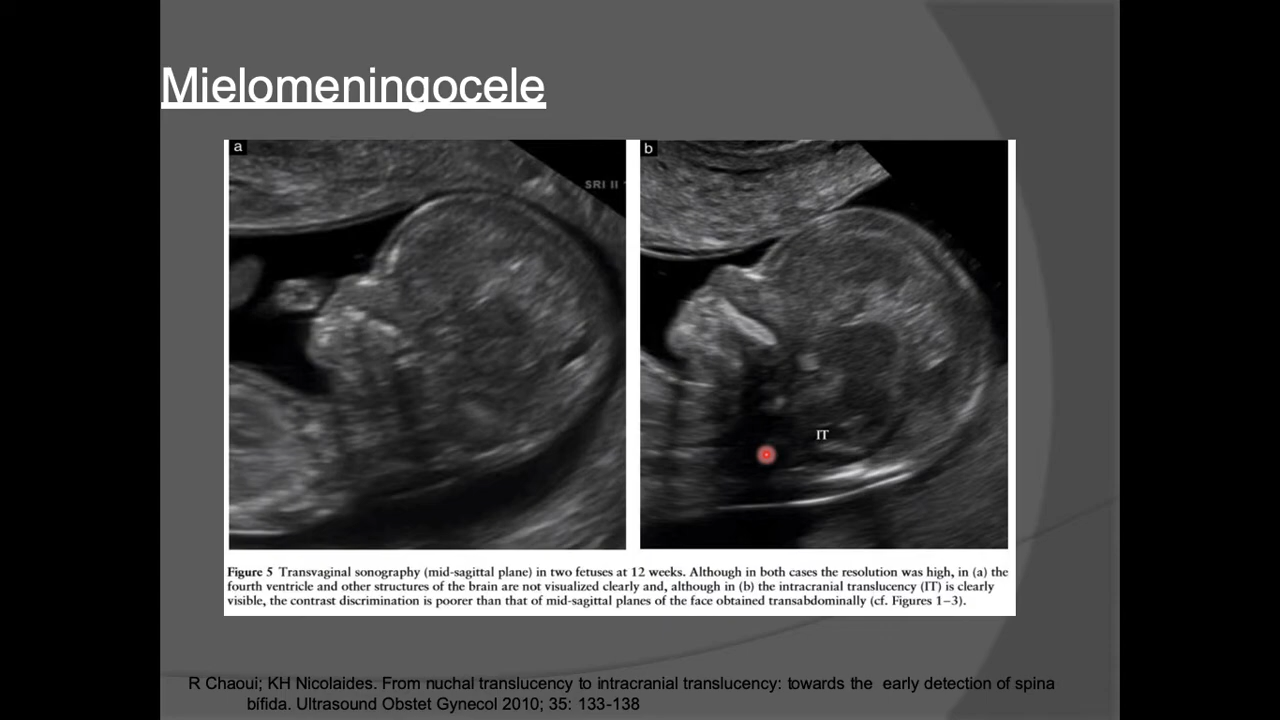 Mielomeningocele
a
SRI II
b
IT
Figure 5 Transvaginal sonography (mid-sagittal plane) in two fetuses at 12 weeks. Although in both cases the resolution was high, in (a) the
fourth ventricle and other structures of the brain are not visualized clearly and, although in (b) the intracranial translucency (IT) is clearly
visible, the contrast discrimination is poorer than that of mid-sagittal planes of the face obtained transabdominally (cf. Figures 1–3).
R Chaoui; KH Nicolaides. From nuchal translucency to intracranial translucency: towards the early detection of spina
bífida. Ultrasound Obstet Gynecol 2010; 35: 133-138